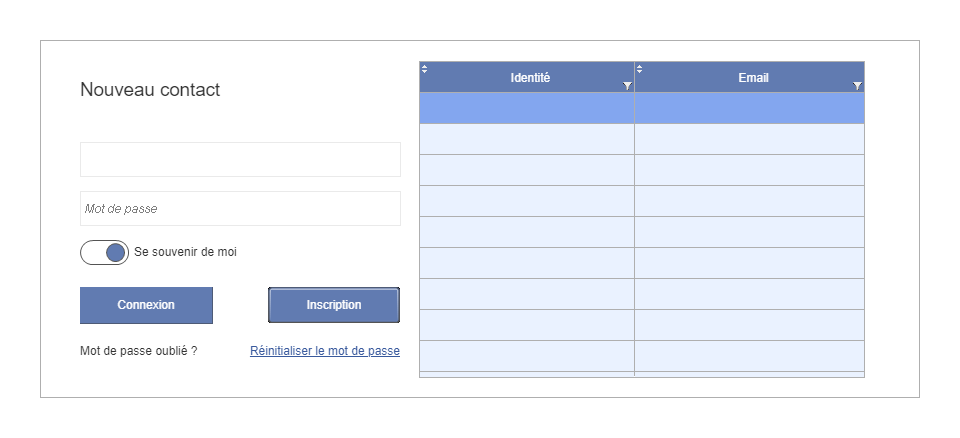 Nouveau contact
Mot de passe
Se souvenir de moi
Connexion
Inscription
Mot de passe oublié ?
Réinitialiser le mot de passe
Identité
Email